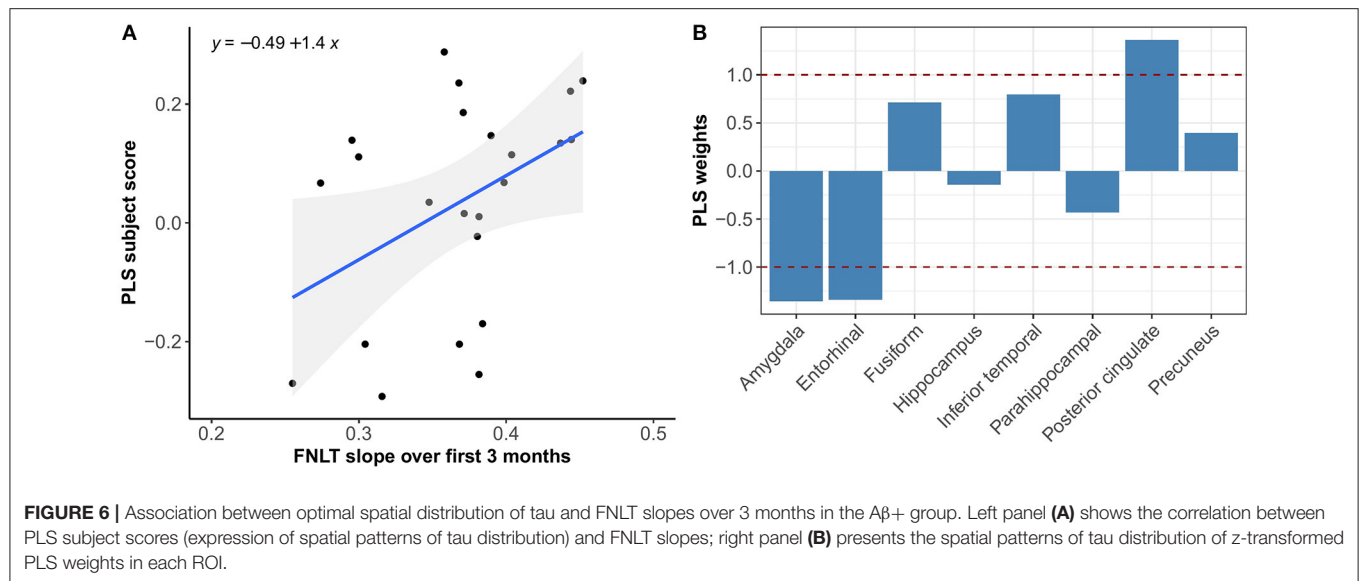 A
y = −0.49 +1.4 x
PLS subject score
0.2
0.0
−0.2
0.2
0.3
0.4
0.5
FNLT slope over first 3 months
B
PLS weights
1.0
0.5
0.0
−0.5
−1.0
Amygdala
Entorhinal
Fusiform
Hippocampus
Inferior temporal
Parahippocampal
Posterior cingulate
Precuneus
FIGURE 6 | Association between optimal spatial distribution of tau and FNLT slopes over 3 months in the Aβ+ group. Left panel (A) shows the correlation between
PLS subject scores (expression of spatial patterns of tau distribution) and FNLT slopes; right panel (B) presents the spatial patterns of tau distribution of z-transformed
PLS weights in each ROI.